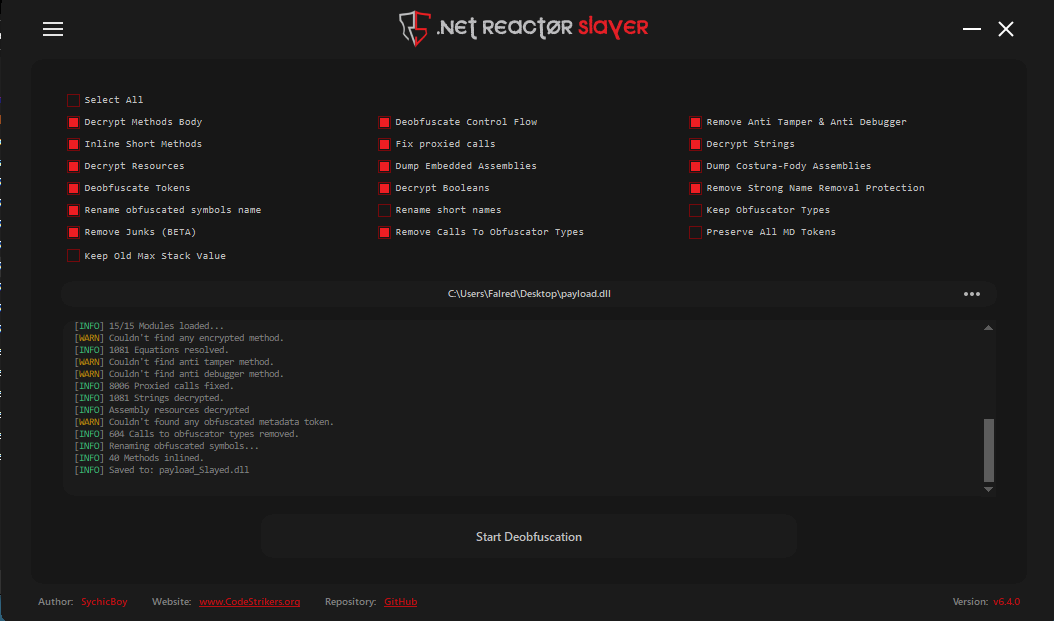 .NET REACTØR SLAYER
Select All
Decrypt Methods Body Deobfuscate Control Flow Remove Anti Tamper & Anti Debugger
Inline Short Methods Fix proxied calls Decrypt Strings
Decrypt Resources Dump Embedded Assemblies Dump Costura-Fody Assemblies
Deobfuscate Tokens Decrypt Booleans Remove Strong Name Removal Protection
Rename obfuscated symbols name Rename short names Keep Obfuscator Types
Remove Junks (BETA) Remove Calls To Obfuscator Types Preserve All MD Tokens
Keep Old Max Stack Value
C:\Users\Falred\Desktop\payload.dll
[INFO] 15/15 Modules loaded...
[WARN] Couldn't find any encrypted method.
[INFO] 1081 Equations resolved.
[WARN] Couldn't find anti tamper method.
[WARN] Couldn't find anti debugger method.
[INFO] 8006 Proxied calls fixed.
[INFO] 1081 Strings decrypted.
[INFO] Assembly resources decrypted
[WARN] Couldn't found any obfuscated metadata token.
[INFO] 604 Calls to obfuscator types removed.
[INFO] Renaming obfuscated symbols...
[INFO] 40 Methods inlined.
[INFO] Saved to: payload_Slayed.dll
Start Deobfuscation
Author: SychicBoy Website: www.CodeStrikers.org Repository: GitHub Version: v6.4.0